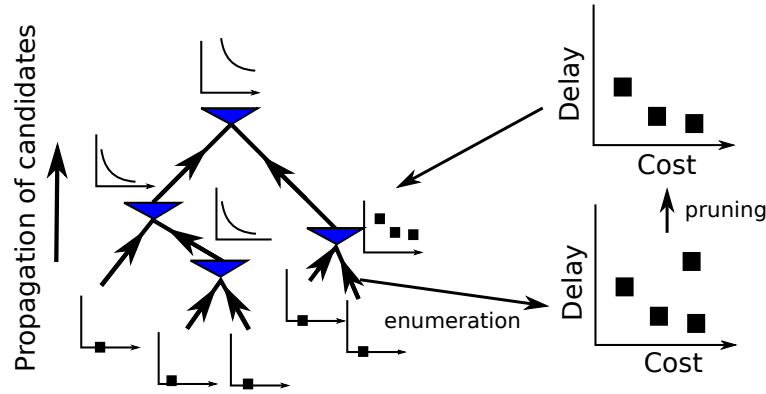 Propagation of candidates
Delay
Cost
pruning
Delay
Cost
enumeration